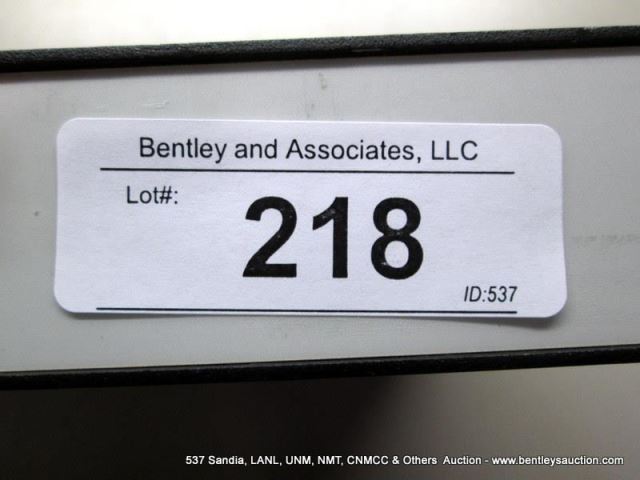 Bentley and Associates, LLC
Lot#:
218
ID:537
537 Sandia, LANL, UNM, NMT, CNMCC & Others Auction - www.bentleysauction.com